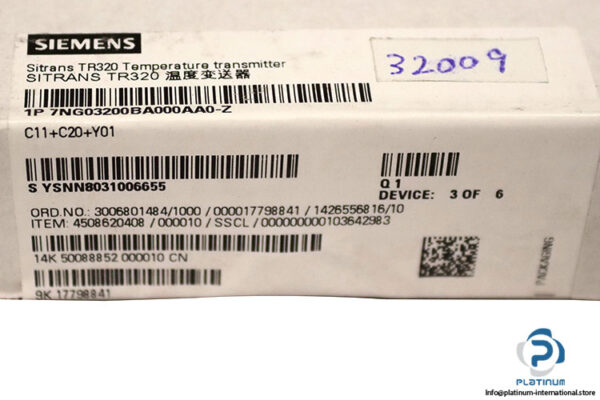 SIEMENS
32009
Sitrans TR320 Temperature transmitter
SITRANS TR320 温度变送器
1P 7NG03200BA000AA0-Z
C11+C20+Y01
S YSNN8031006655
Q 1
DEVICE: 3 OF 6
ORD.NO.: 3006801484/1000 /000017798841 / 1426556816/10
ITEM: 4508620408 /000010 / SSCL /000000000103642983
14K 50088852 000010 CN
9K 17798841
PACKAGING
PLATINUM
Info@platinum-international.store